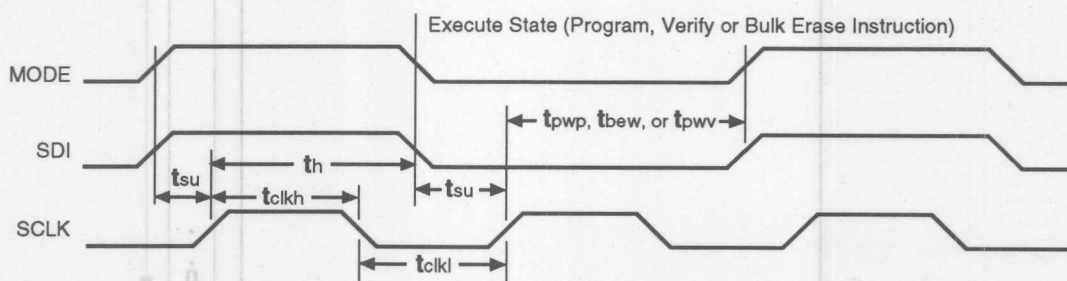 Execute State (Program, Verify or Bulk Erase Instruction)
MODE
tpwp, tbew, or tpwv
SDI
th
tsu
tclkh
tsu
SCLK
tclkl